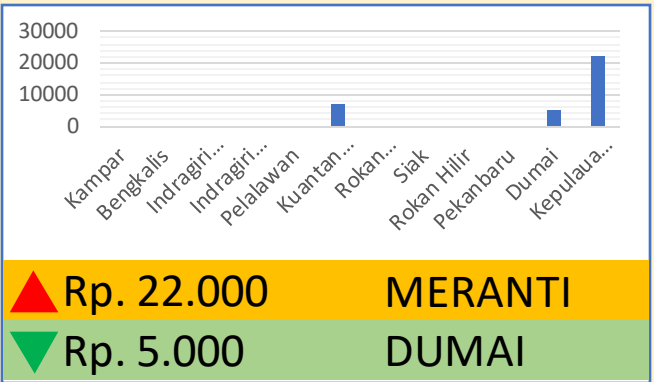 30000
20000
10000
0
Kampar
Bengkalis
Indragiri...
Indragiri...
Pelalawan
Kuantan...
Rokan...
Siak
Rokan Hilir
Pekanbaru
Dumai
Kepulaua...
Rp. 22.000 MERANTI
Rp. 5.000 DUMAI